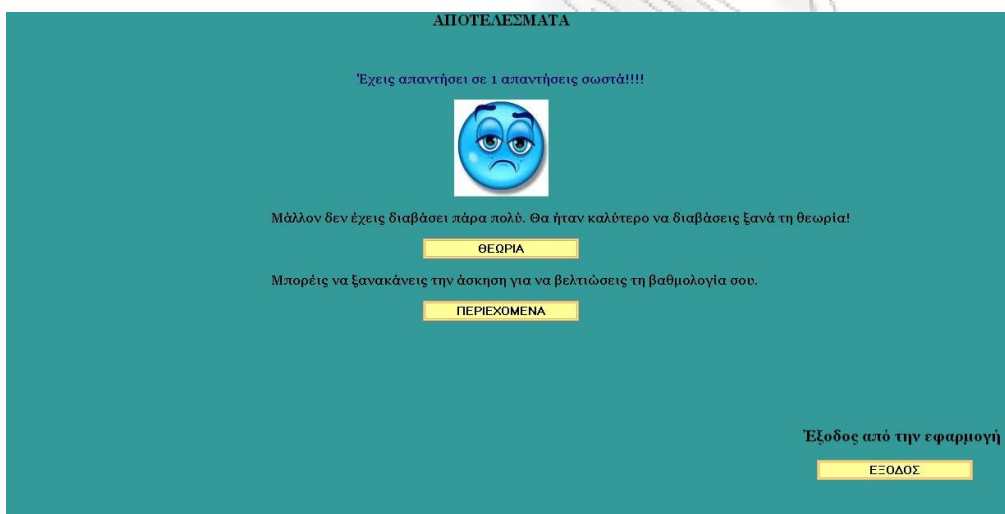 ΑΠΟΤΕΛΕΣΜΑΤΑ
Έχεις απαντήσει σε 1 απαντήσεις σωστά!!!!
Μάλλον δεν έχεις διαβάσει πάρα πολύ. Θα ήταν καλύτερο να διαβάσεις ξανά τη θεωρία!
ΘΕΩΡΙΑ
Μπορείς να ξανακάνεις την άσκηση για να βελτιώσεις τη βαθμολογία σου.
ΠΕΡΙΕΧΟΜΕΝΑ
Έξοδος από την εφαρμογή
ΕΞΟΔΟΣ